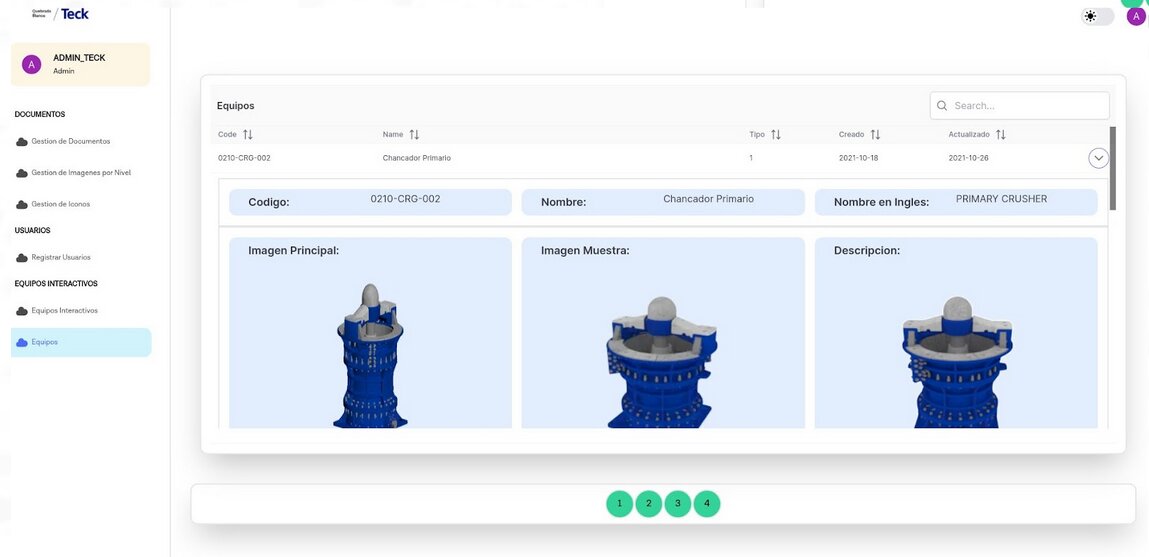 Quebrada
Blanca
/ Teck
A
A
ADMIN_TECK
Admin
DOCUMENTOS
Gestion de Documentos
Gestion de Imagenes por Nivel
Gestion de Iconos
USUARIOS
Registrar Usuarios
EQUIPOS INTERACTIVOS
Equipos Interactivos
Equipos
Equipos
Search...
Code Name Tipo Creado Actualizado
0210-CRG-002 Chancador Primario 1 2021-10-18 2021-10-26
Codigo: 0210-CRG-002 Nombre: Chancador Primario Nombre en Ingles: PRIMARY CRUSHER
Imagen Principal: Imagen Muestra: Descripcion:
1 2 3 4